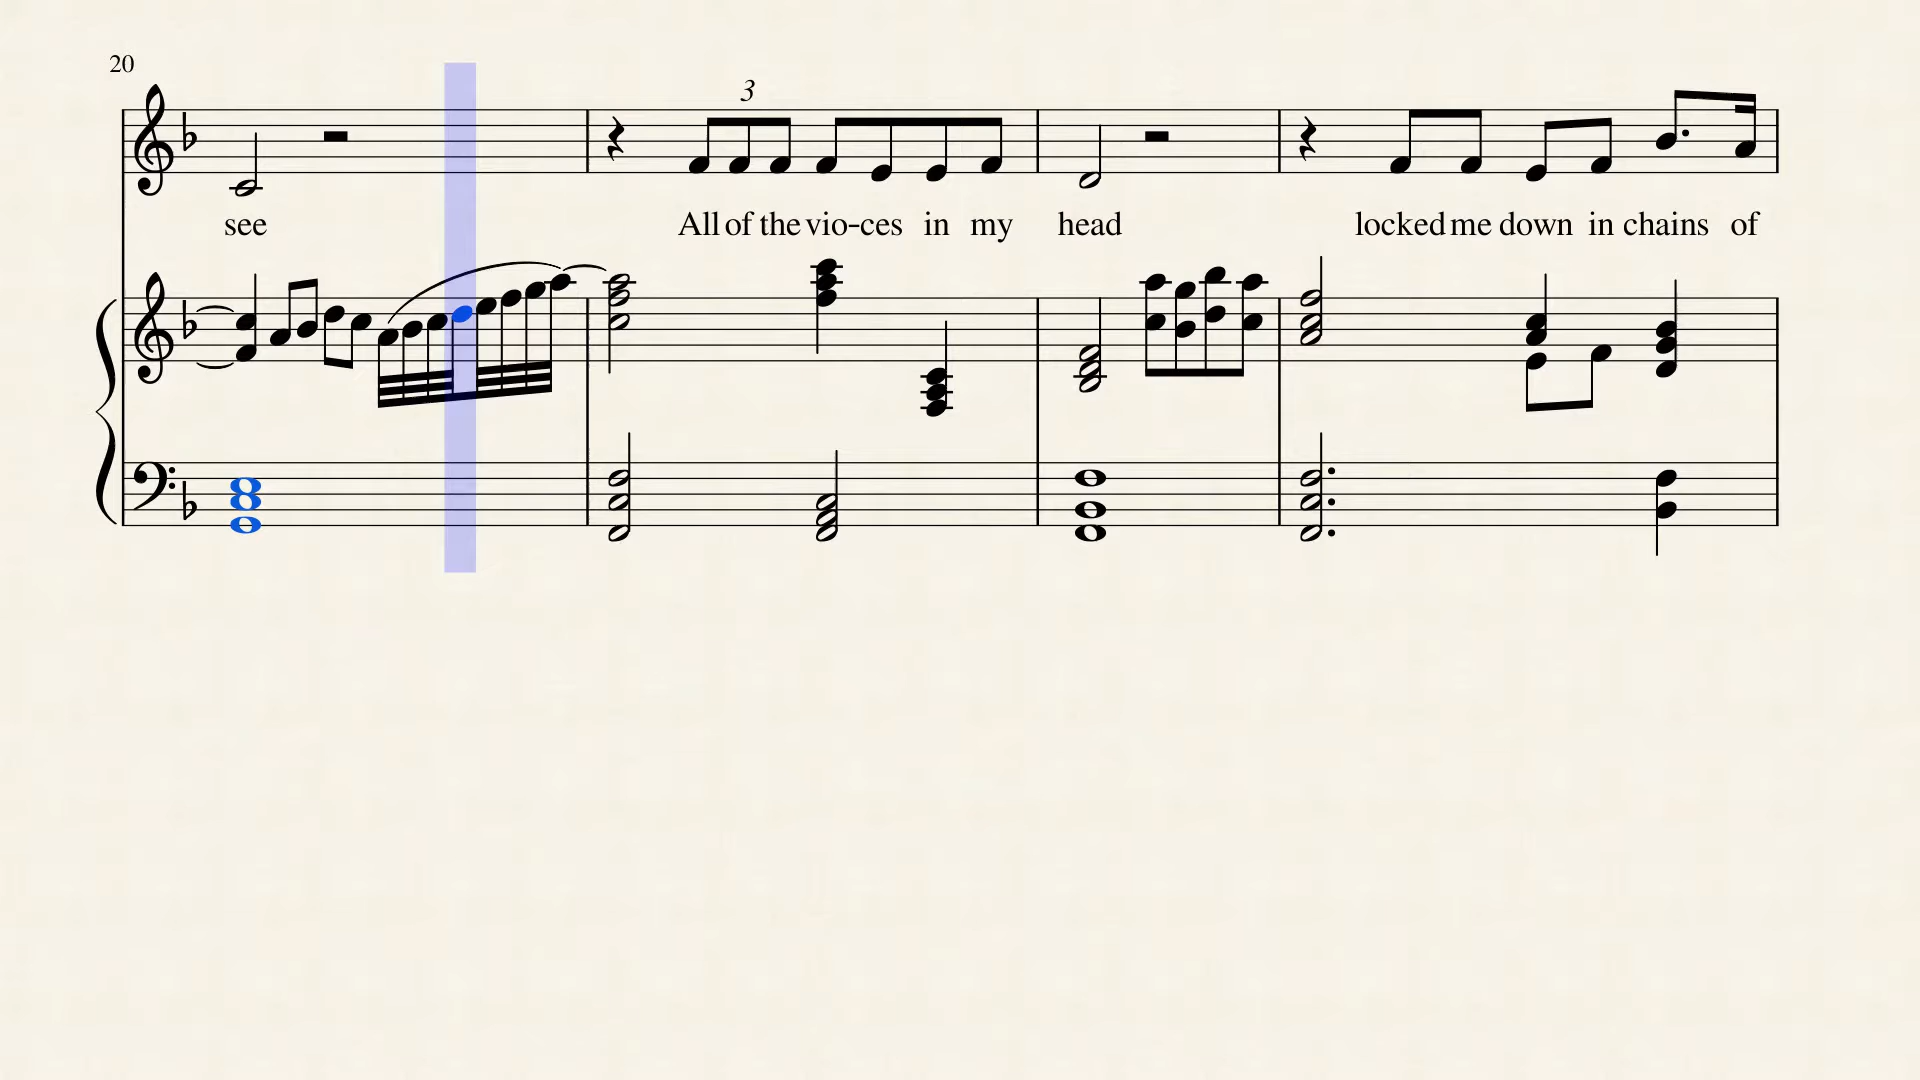 20
3
see All of the vio-ces in my head locked me down in chains of